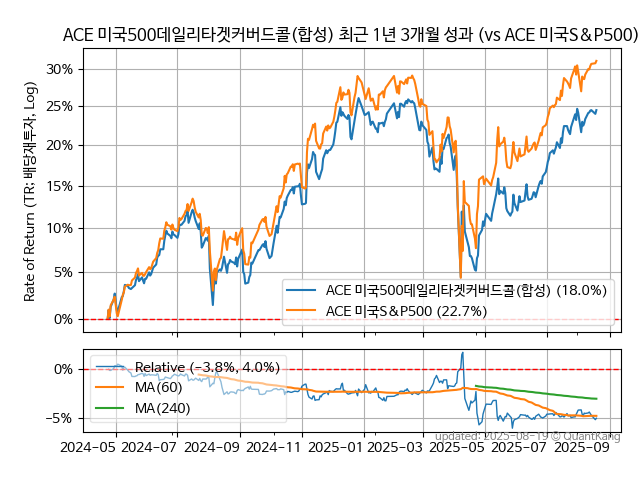 ACE 미국500데일리타겟커버드콜(합성) 최근 1년 3개월 성과 (vs ACE 미국S&P500)
Rate of Return (TR: 배당재투자, Log)
30%
25%
20%
15%
10%
5%
0%
ACE 미국500데일리타겟커버드콜(합성) (18.0%)
ACE 미국S&P500 (22.7%)
0%
−5%
Relative (−3.8%, 4.0%)
MA(60)
MA(240)
2024−05 2024−07 2024−09 2024−11 2025−01 2025−03 2025−05 2025−07 2025−09
updated: 2025−08−19 © QuantKang